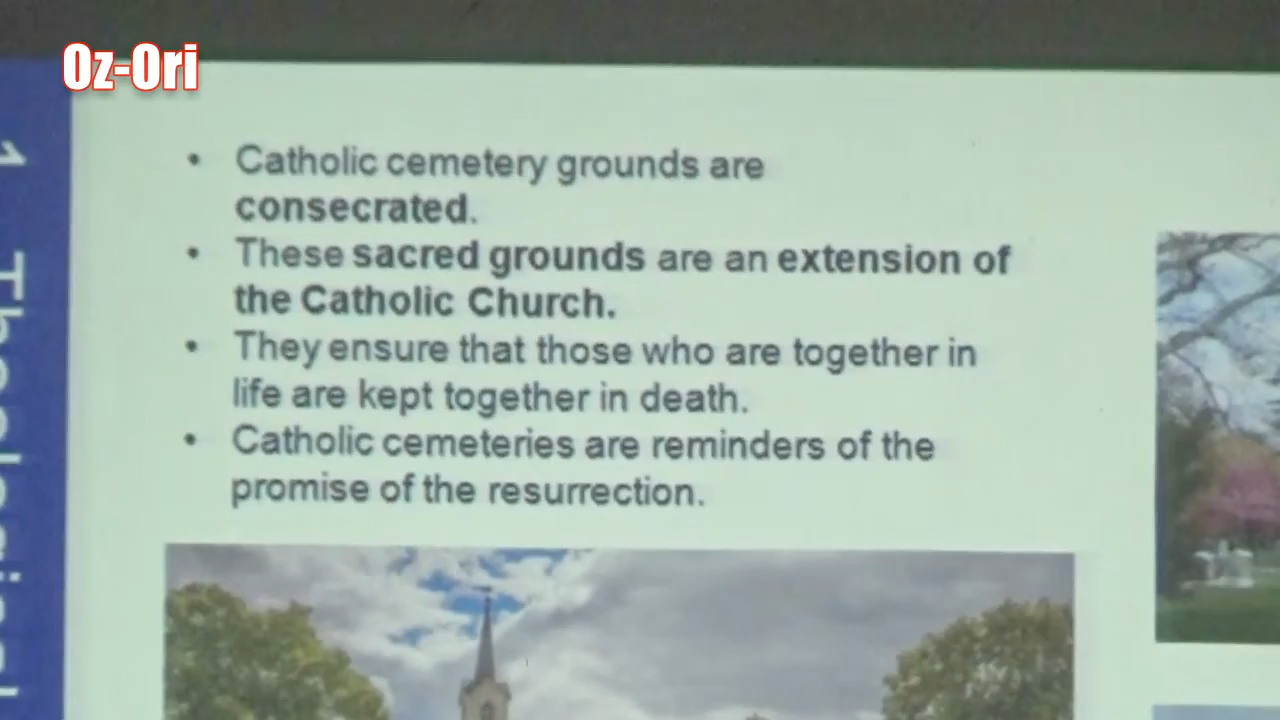 Oz-Ori
1 Theological
• Catholic cemetery grounds are
consecrated.
• These sacred grounds are an extension of
the Catholic Church.
• They ensure that those who are together in
life are kept together in death.
• Catholic cemeteries are reminders of the
promise of the resurrection.